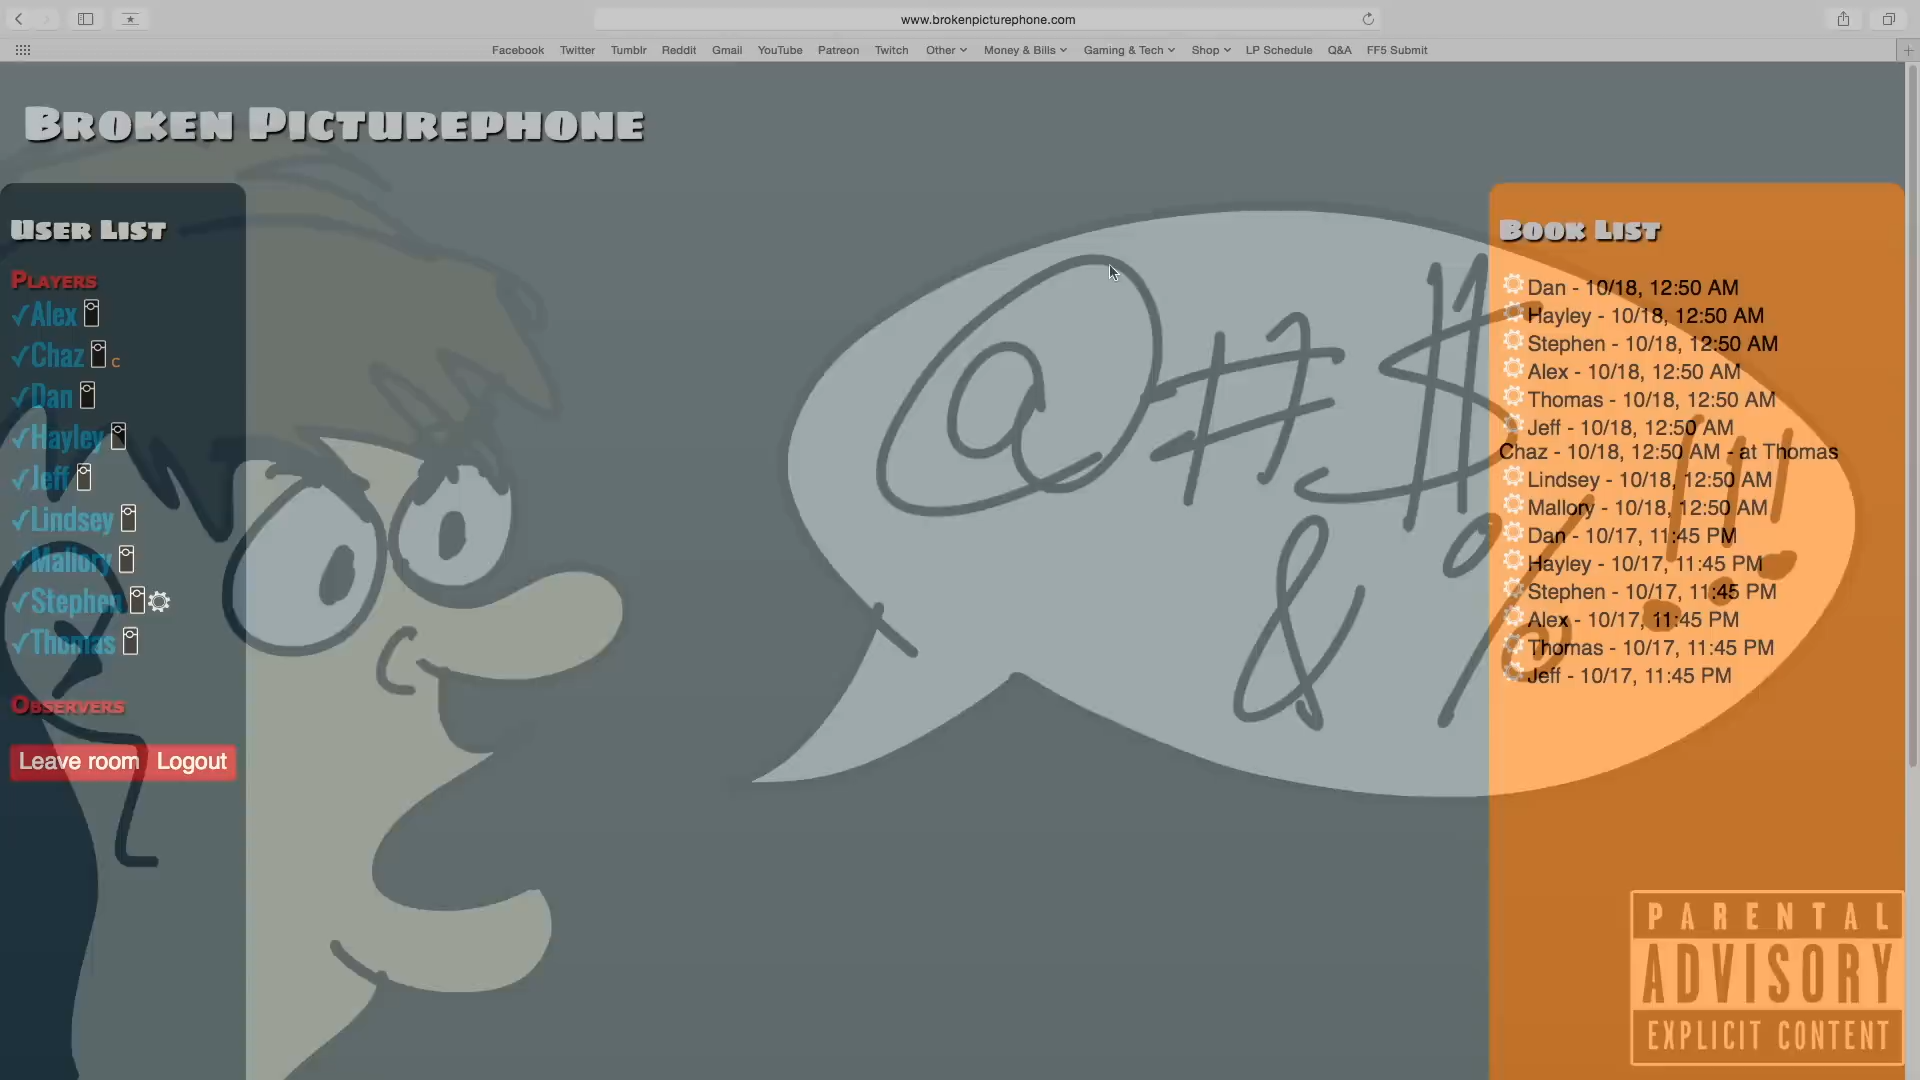 www.brokenpicturephone.com
Facebook Twitter Tumblr Reddit Gmail YouTube Patreon Twitch Other Money & Bills Gaming & Tech Shop LP Schedule Q&A FF5 Submit
Broken Picturephone
User List
Players
✓Alex
✓Chaz c
✓Dan
✓Hayley
✓Jeff
✓Lindsey
✓Mallory
✓Stephen
✓Thomas
Observers
Leave room Logout
@#$
&%!!!
Book List
Dan - 10/18, 12:50 AM
Hayley - 10/18, 12:50 AM
Stephen - 10/18, 12:50 AM
Alex - 10/18, 12:50 AM
Thomas - 10/18, 12:50 AM
Jeff - 10/18, 12:50 AM
Chaz - 10/18, 12:50 AM - at Thomas
Lindsey - 10/18, 12:50 AM
Mallory - 10/18, 12:50 AM
Dan - 10/17, 11:45 PM
Hayley - 10/17, 11:45 PM
Stephen - 10/17, 11:45 PM
Alex - 10/17, 11:45 PM
Thomas - 10/17, 11:45 PM
Jeff - 10/17, 11:45 PM
PARENTAL
ADVISORY
EXPLICIT CONTENT